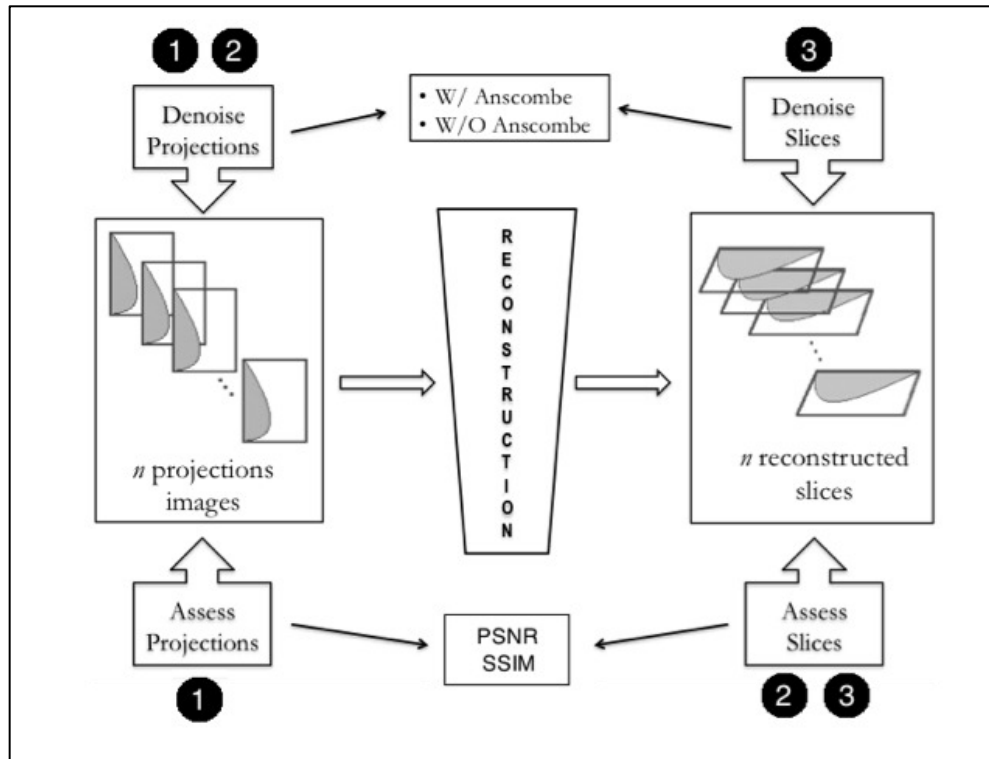 1 2
3
Denoise
Projections
• W/ Anscombe
• W/O Anscombe
Denoise
Slices
RECONSTRUCTION
n projections
images
n reconstructed
slices
Assess
Projections
PSNR
SSIM
Assess
Slices
1
2 3